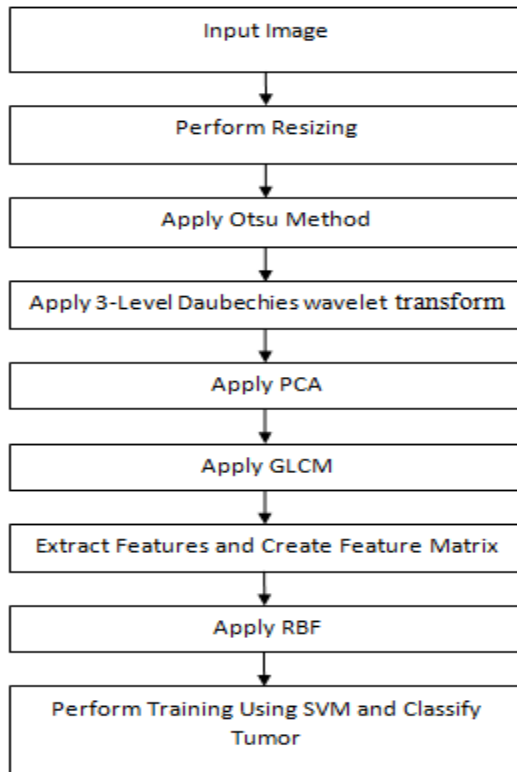 Input Image
Perform Resizing
Apply Otsu Method
Apply 3-Level Daubechies wavelet transform
Apply PCA
Apply GLCM
Extract Features and Create Feature Matrix
Apply RBF
Perform Training Using SVM and Classify
Tumor